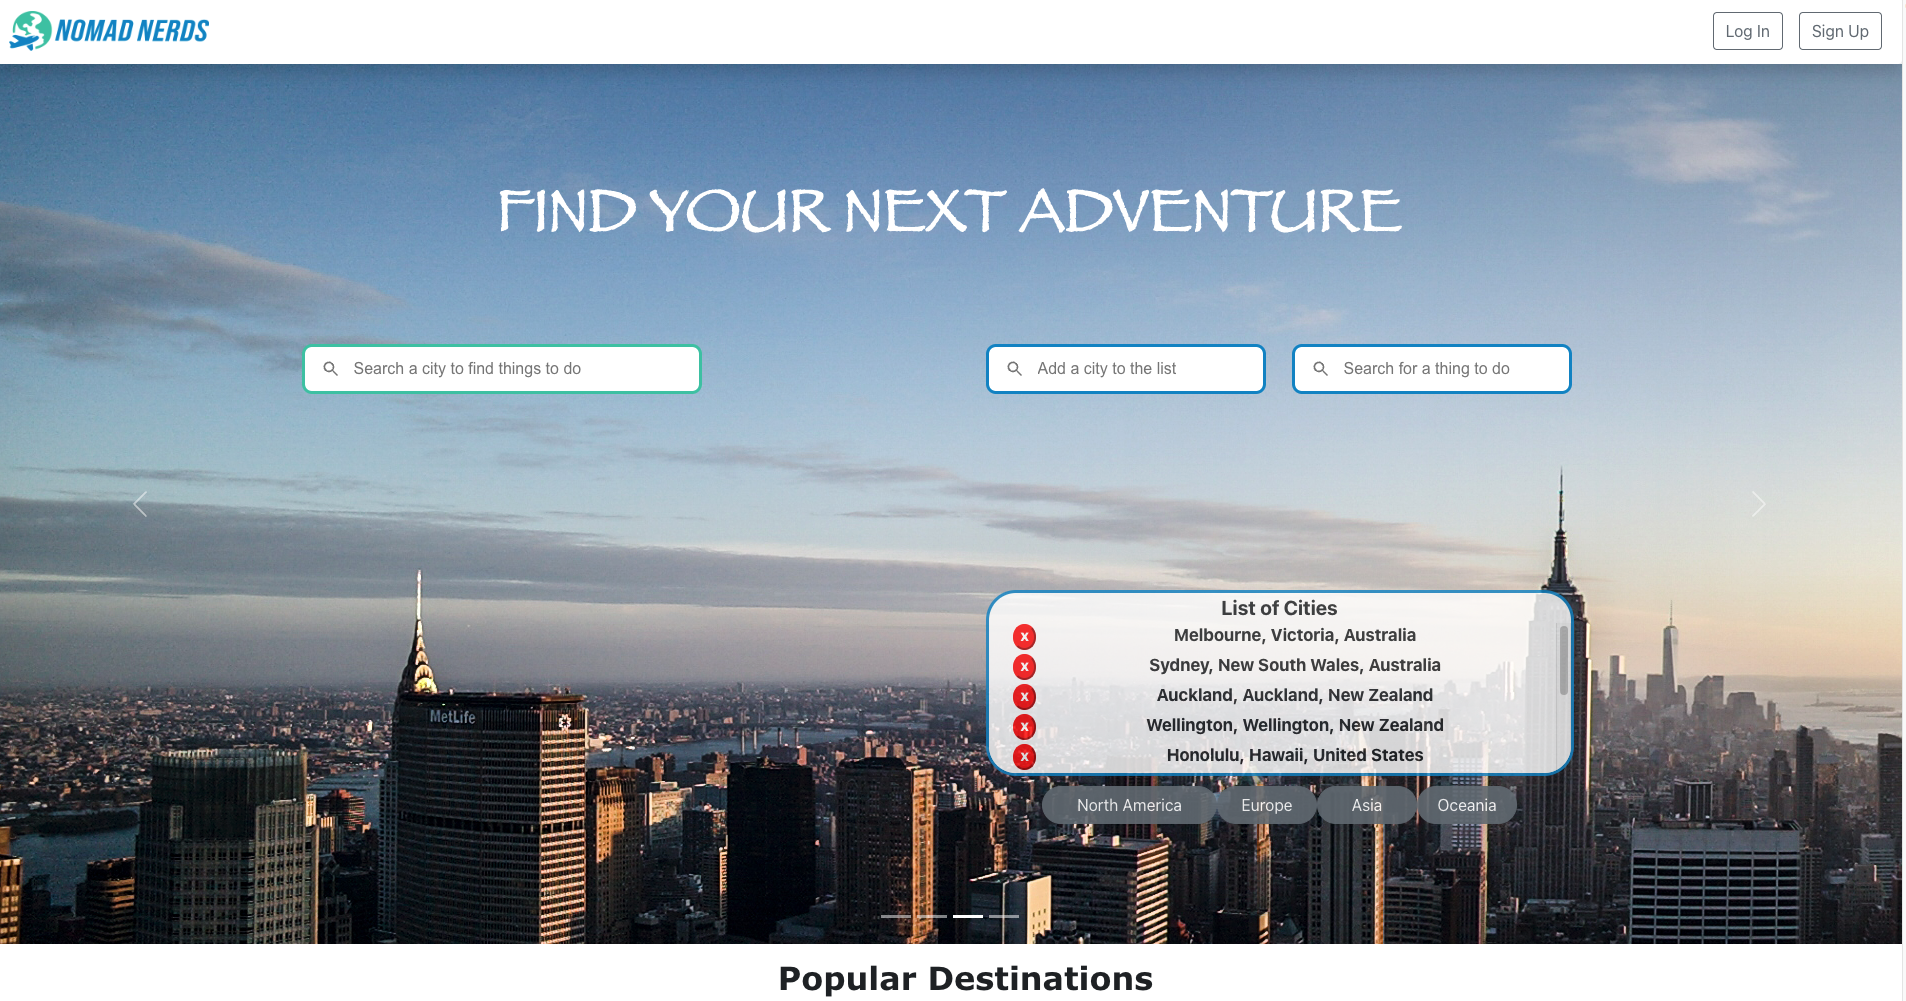 NOMAD NERDS
Log In
Sign Up
FIND YOUR NEXT ADVENTURE
Search a city to find things to do
Add a city to the list
Search for a thing to do
List of Cities
x Melbourne, Victoria, Australia
x Sydney, New South Wales, Australia
x Auckland, Auckland, New Zealand
x Wellington, Wellington, New Zealand
x Honolulu, Hawaii, United States
MetLife
North America
Europe
Asia
Oceania
Popular Destinations